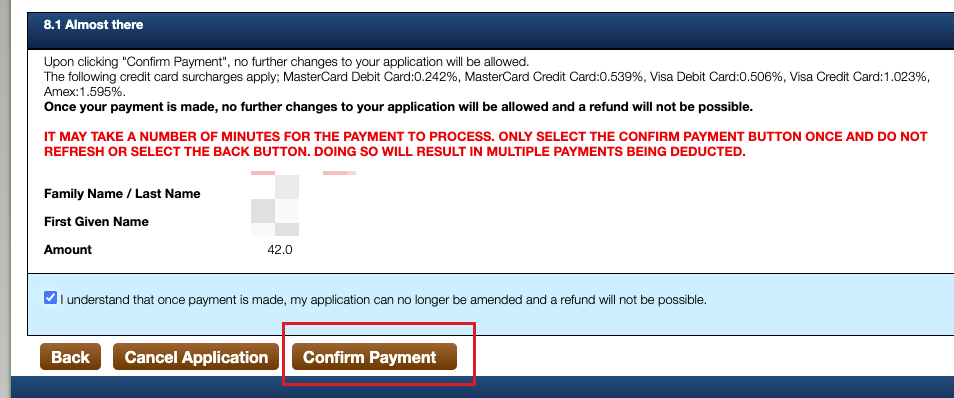 8.1 Almost there
Upon clicking "Confirm Payment", no further changes to your application will be allowed.
The following credit card surcharges apply; MasterCard Debit Card:0.242%, MasterCard Credit Card:0.539%, Visa Debit Card:0.506%, Visa Credit Card:1.023%,
Amex:1.595%.
Once your payment is made, no further changes to your application will be allowed and a refund will not be possible.
IT MAY TAKE A NUMBER OF MINUTES FOR THE PAYMENT TO PROCESS. ONLY SELECT THE CONFIRM PAYMENT BUTTON ONCE AND DO NOT
REFRESH OR SELECT THE BACK BUTTON. DOING SO WILL RESULT IN MULTIPLE PAYMENTS BEING DEDUCTED.
Family Name / Last Name
First Given Name
Amount 42.0
I understand that once payment is made, my application can no longer be amended and a refund will not be possible.
Back Cancel Application Confirm Payment